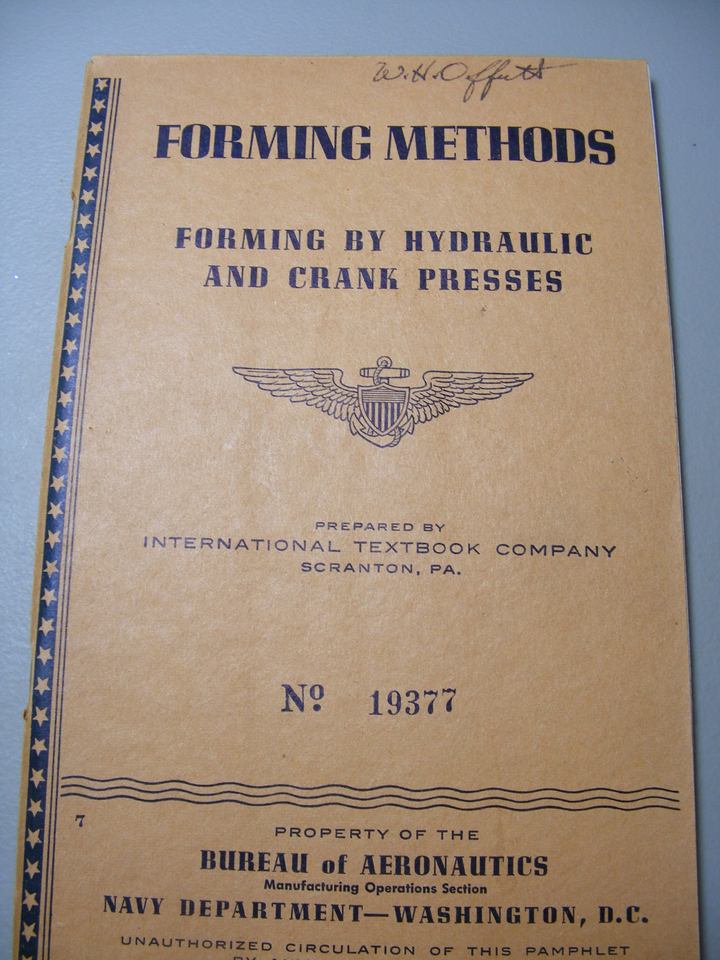 W. H. Offutt
FORMING METHODS
FORMING BY HYDRAULIC
AND CRANK PRESSES
PREPARED BY
INTERNATIONAL TEXTBOOK COMPANY
SCRANTON, PA.
Nº 19377
7
PROPERTY OF THE
BUREAU of AERONAUTICS
Manufacturing Operations Section
NAVY DEPARTMENT—WASHINGTON, D.C.
UNAUTHORIZED CIRCULATION OF THIS PAMPHLET